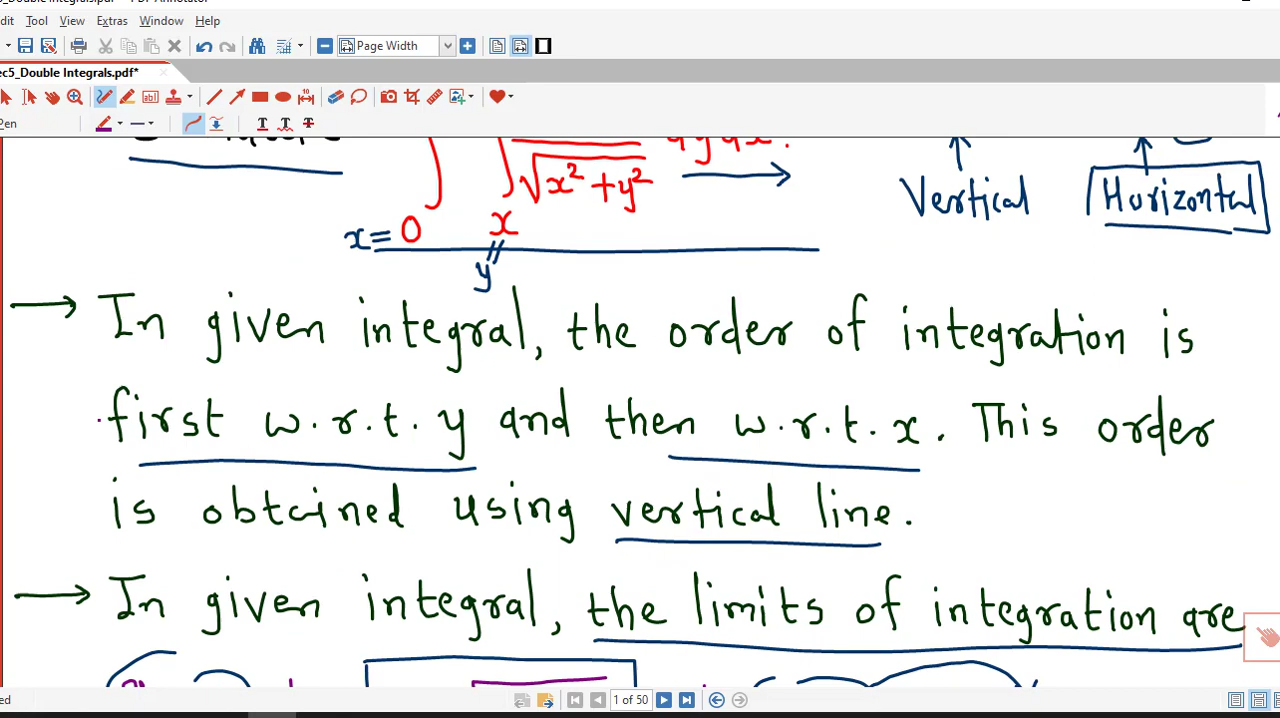 Tool View Extras Window Help
Page Width
ec5_Double Integrals.pdf*
√x² + y²
x = 0 x
y
Vertical Horizontal
→ In given integral, the order of integration is
first w.r.t. y and then w.r.t. x. This order
is obtained using vertical line.
→ In given integral, the limits of integration are
1 of 50